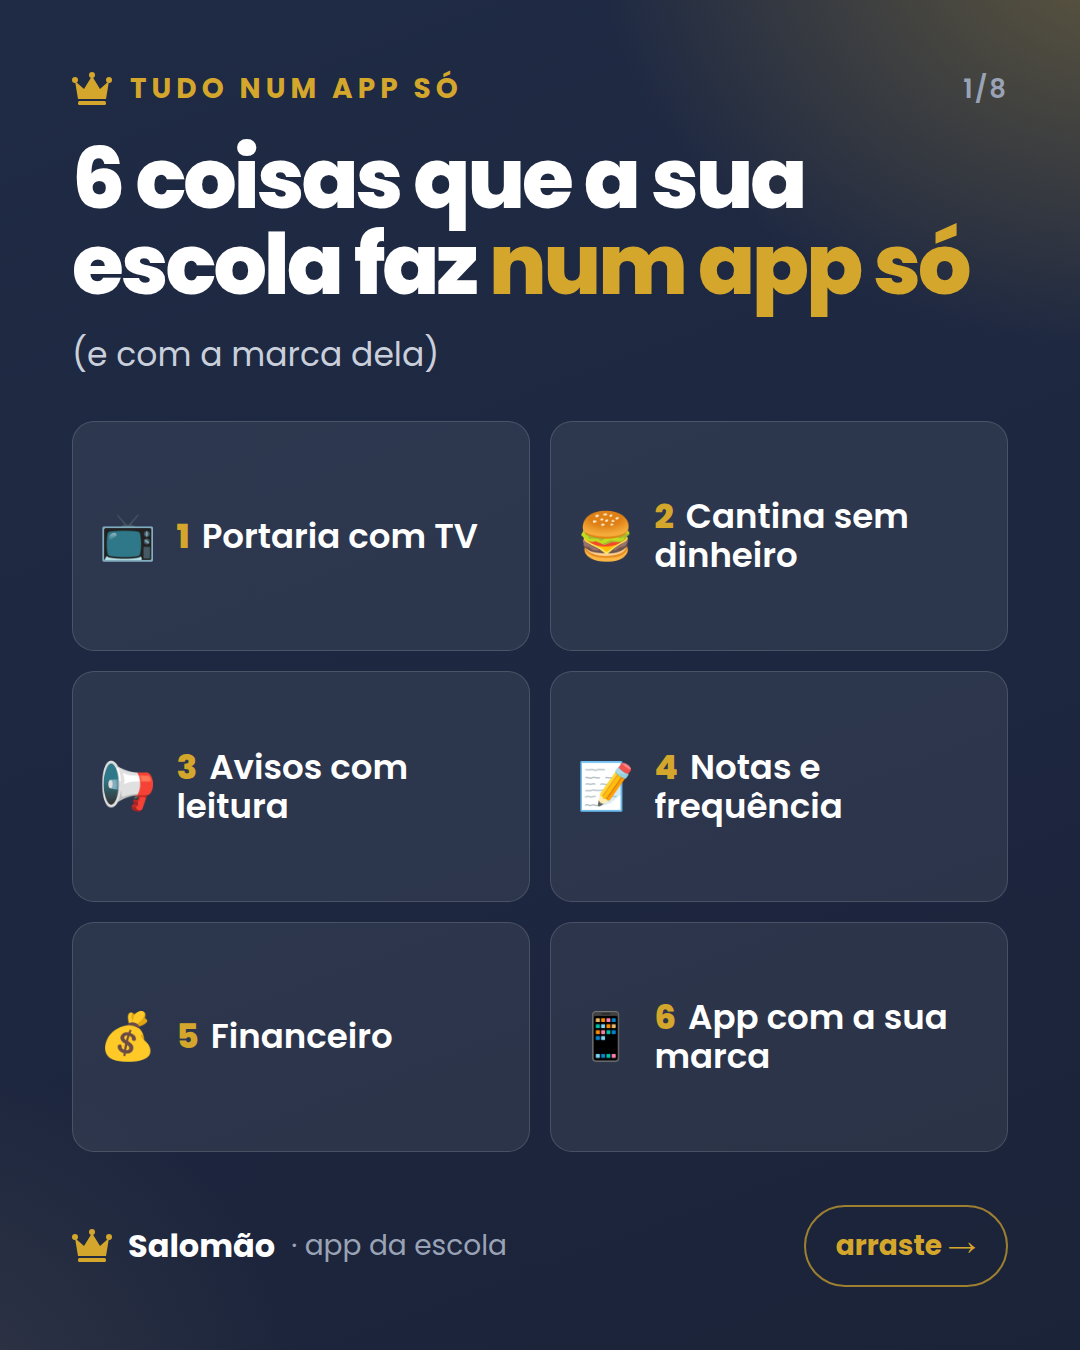 TUDO NUM APP SÓ
1/8
6 coisas que a sua
escola faz num app só
(e com a marca dela)
1 Portaria com TV
2 Cantina sem
dinheiro
3 Avisos com
leitura
4 Notas e
frequência
5 Financeiro
6 App com a sua
marca
Salomão · app da escola
arraste →